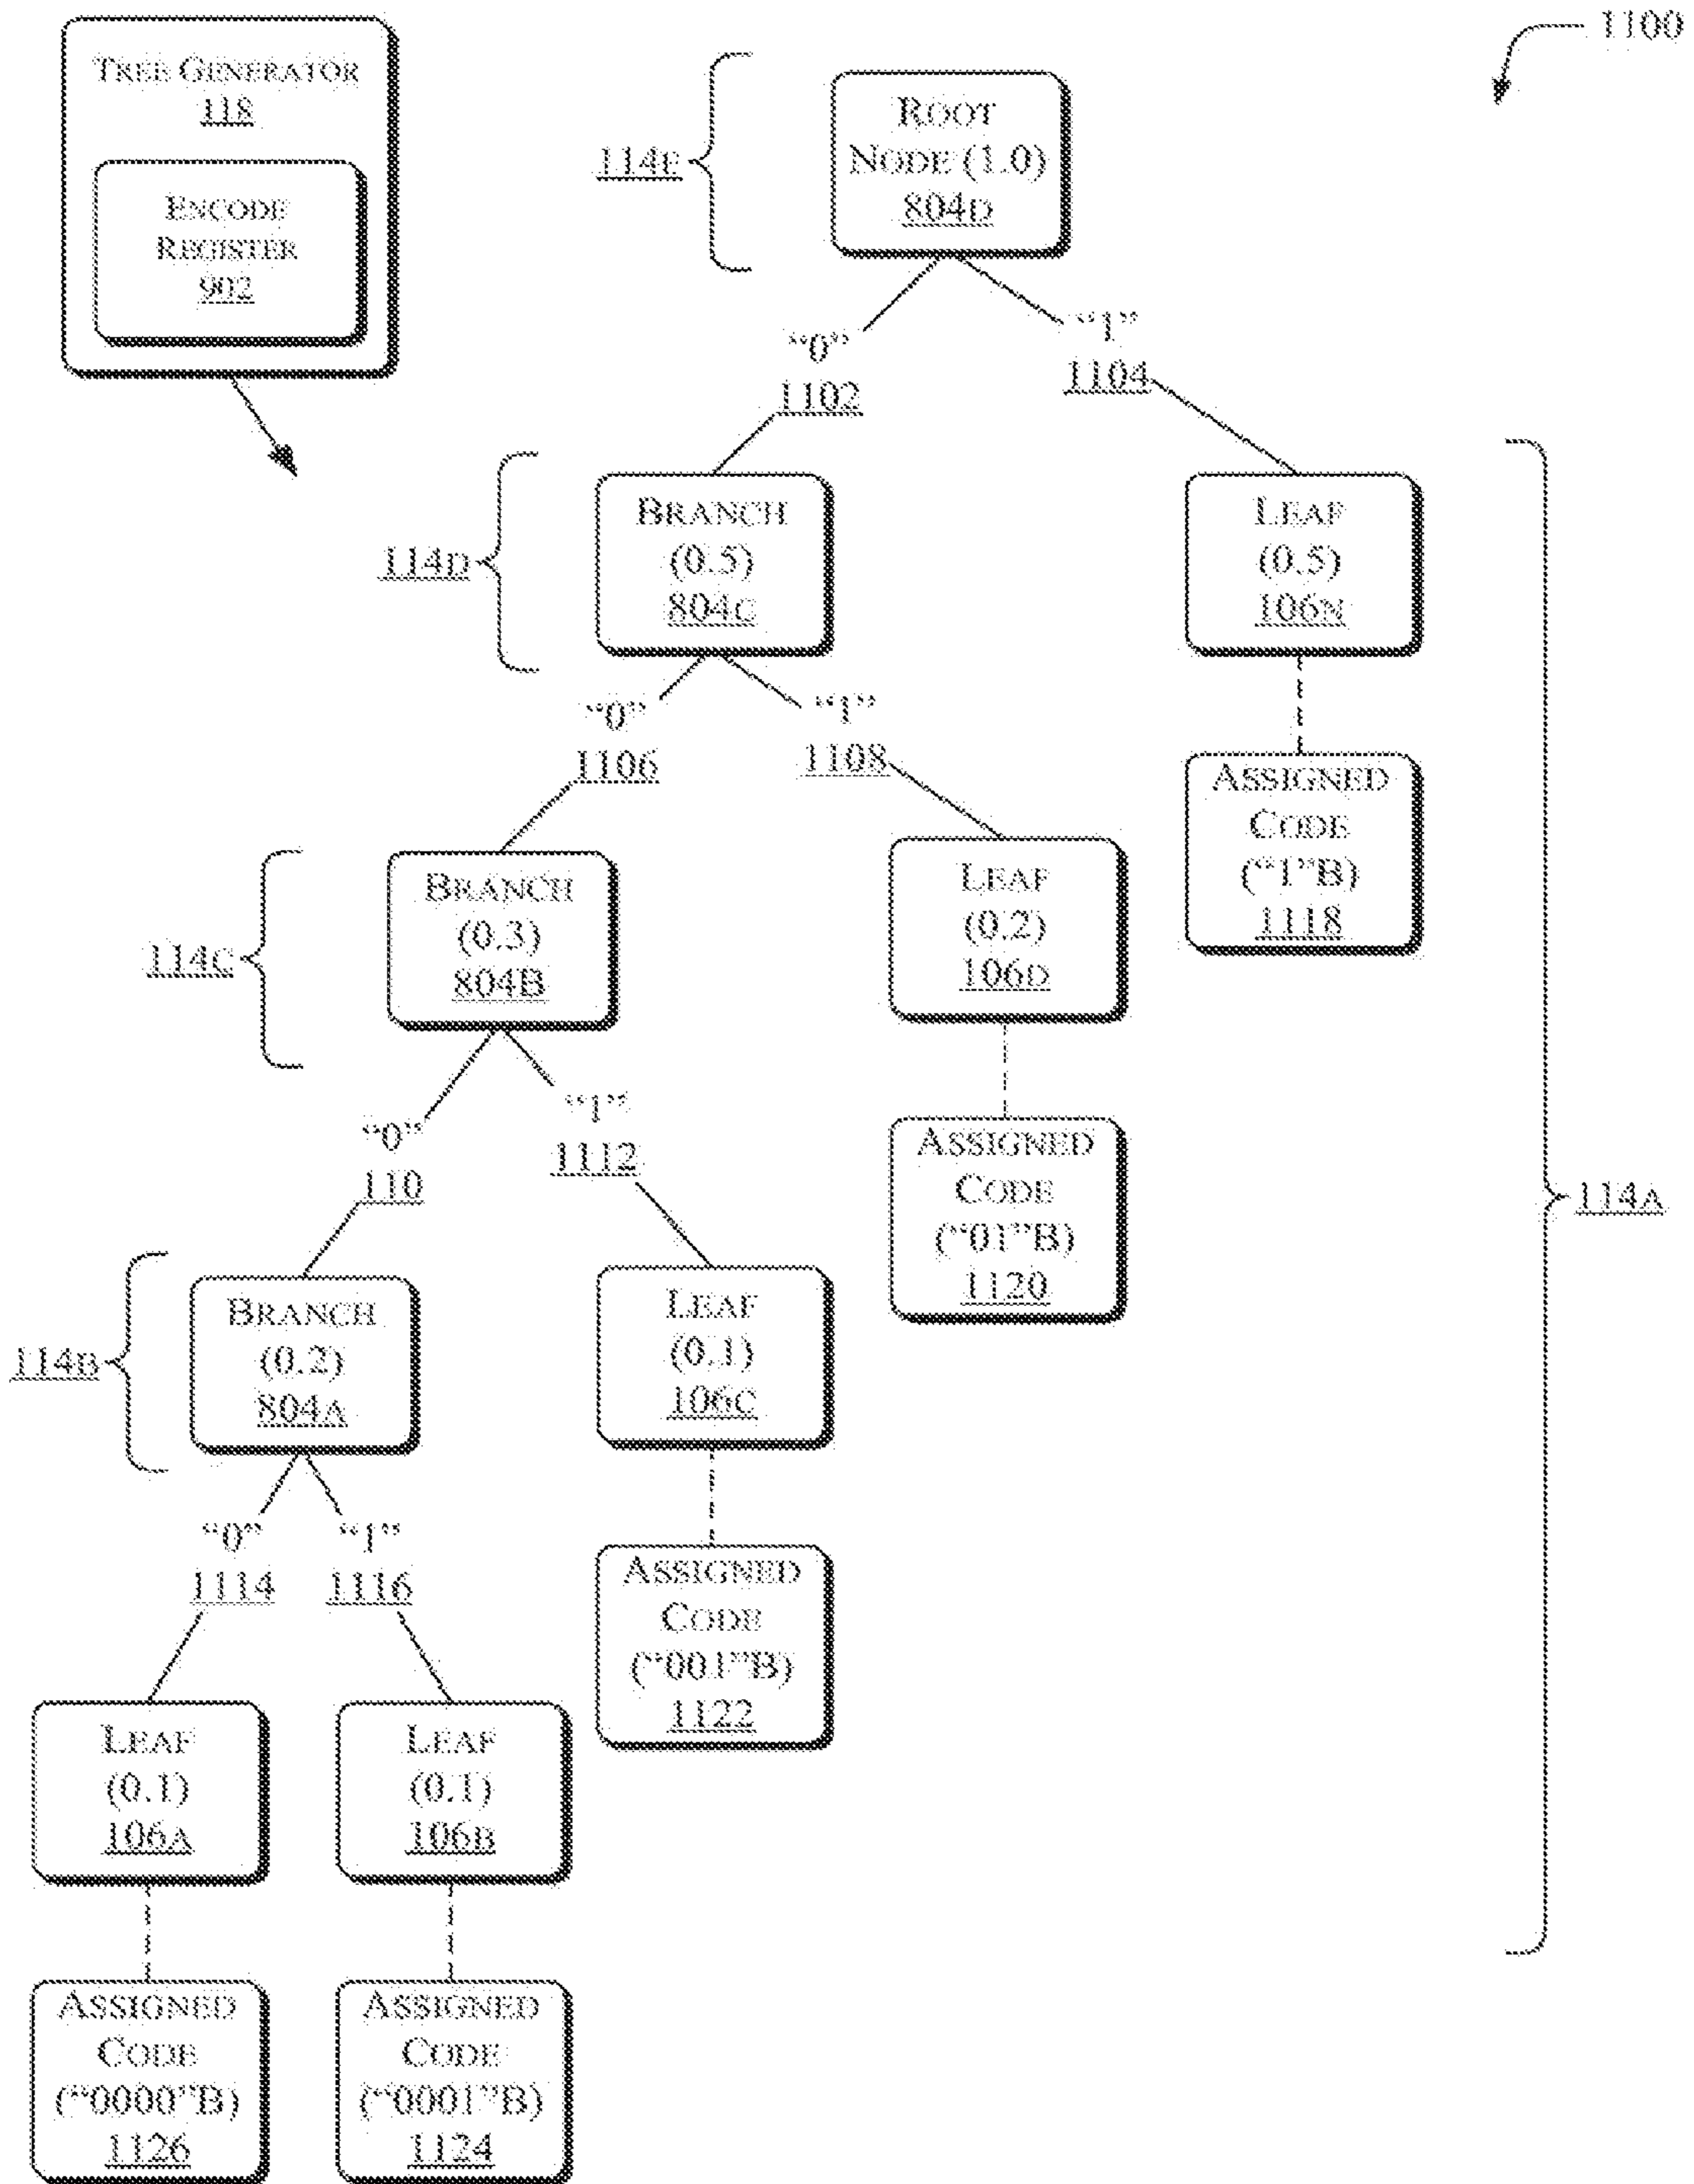 1100
TREE GENERATOR
118
ENCODE
REGISTER
902
114E
ROOT
NODE (1.0)
804D
“0”
1102
“1”
1104
114D
BRANCH
(0.5)
804C
LEAF
(0.5)
106N
“0”
1106
“1”
1108
ASSIGNED
CODE
(“1”B)
1118
114C
BRANCH
(0.3)
804B
LEAF
(0.2)
106D
“0”
110
“1”
1112
ASSIGNED
CODE
(“01”B)
1120
114A
114B
BRANCH
(0.2)
804A
LEAF
(0.1)
106C
“0”
1114
“1”
1116
ASSIGNED
CODE
(“001”B)
1122
LEAF
(0.1)
106A
LEAF
(0.1)
106B
ASSIGNED
CODE
(“0000”B)
1126
ASSIGNED
CODE
(“0001”B)
1124